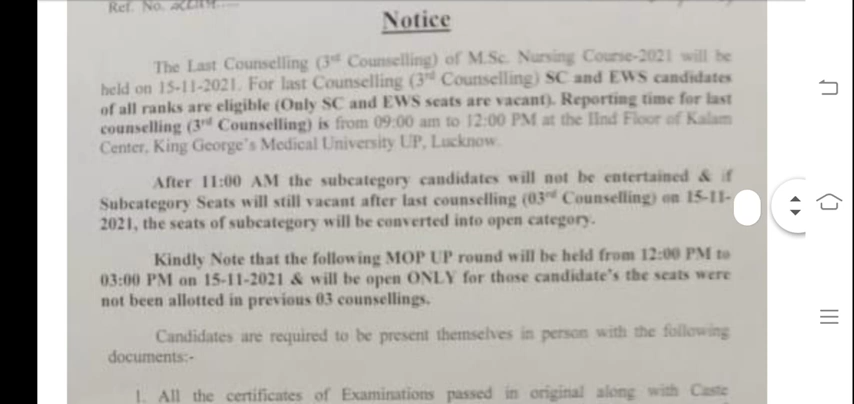 Ref. No.
Notice
The Last Counselling (3rd Counselling) of M.Sc. Nursing Course-2021 will be
held on 15-11-2021. For last Counselling (3rd Counselling) SC and EWS candidates
of all ranks are eligible (Only SC and EWS seats are vacant). Reporting time for last
counselling (3rd Counselling) is from 09:00 am to 12:00 PM at the IInd Floor of Kalam
Center, King George's Medical University UP, Lucknow.
After 11:00 AM the subcategory candidates will not be entertained & if
Subcategory Seats will still vacant after last counselling (03rd Counselling) on 15-11-
2021, the seats of subcategory will be converted into open category.
Kindly Note that the following MOP UP round will be held from 12:00 PM to
03:00 PM on 15-11-2021 & will be open ONLY for those candidate's the seats were
not been allotted in previous 03 counsellings.
Candidates are required to be present themselves in person with the following
documents:-
1. All the certificates of Examinations passed in original along with Caste